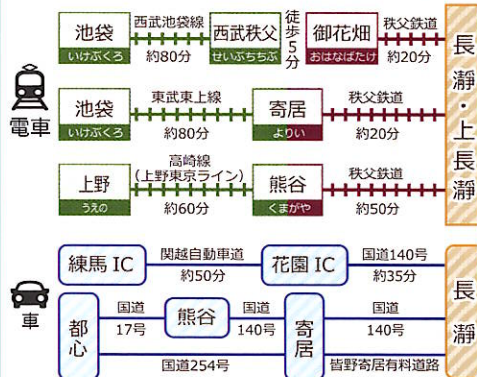 電車
池袋
いけぶくろ
西武池袋線
約80分
西武秩父
せいぶちちぶ
徒歩5分
御花畑
おはなばたけ
秩父鉄道
約20分
長瀞・上長瀞
池袋
いけぶくろ
東武東上線
約80分
寄居
よりい
秩父鉄道
約20分
上野
うえの
高崎線
(上野東京ライン)
約60分
熊谷
くまがや
秩父鉄道
約50分
車
練馬 IC
関越自動車道
約50分
花園 IC
国道140号
約35分
長瀞
都心
国道
17号
熊谷
国道
140号
寄居
国道
140号
国道254号
皆野寄居有料道路